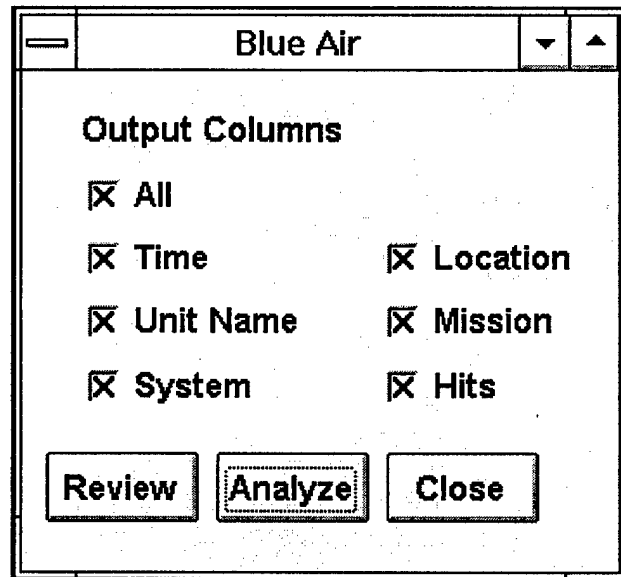 Blue Air
Output Columns
All
Time Location
Unit Name Mission
System Hits
Review Analyze Close